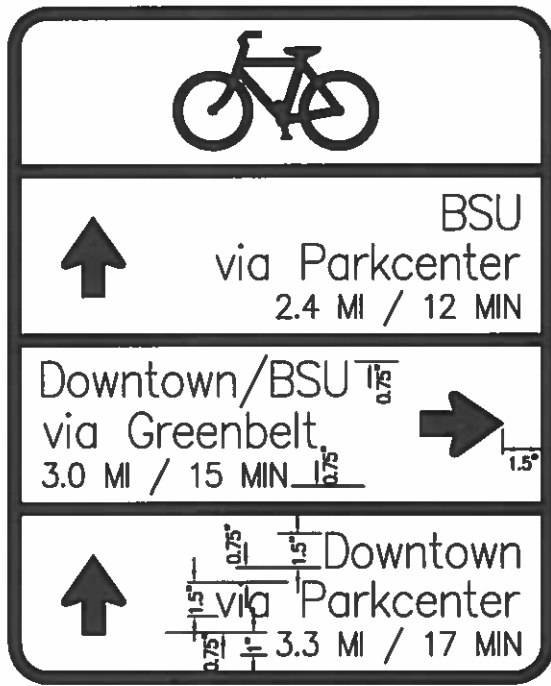 BSU
via Parkcenter
2.4 MI / 12 MIN
Downtown/BSU
0.75"
via Greenbelt
3.0 MI / 15 MIN
0.75"
1.5"
0.75"
1.5"
Downtown
1.5"
via Parkcenter
0.75"
1"
3.3 MI / 17 MIN